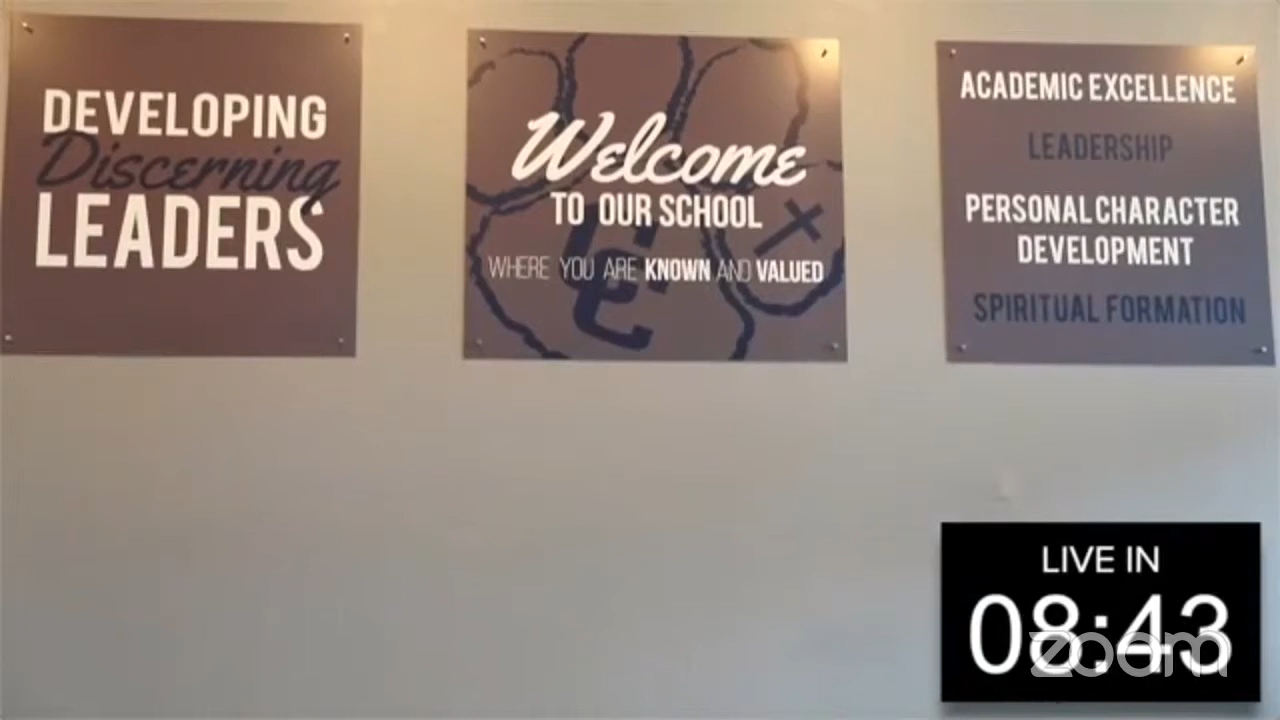 DEVELOPING
Discerning
LEADERS
Welcome
TO OUR SCHOOL
WHERE YOU ARE KNOWN AND VALUED
CE
ACADEMIC EXCELLENCE
LEADERSHIP
PERSONAL CHARACTER
DEVELOPMENT
SPIRITUAL FORMATION
LIVE IN
08:43
zoom